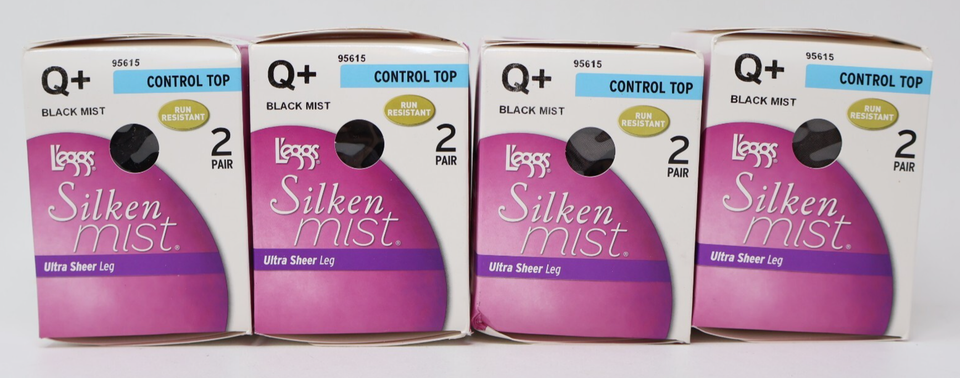 95615
Q+
CONTROL TOP
BLACK MIST
RUN
RESISTANT
2
PAIR
L'eggs®
Silken
mist®
Ultra Sheer Leg
95615
Q+
CONTROL TOP
BLACK MIST
RUN
RESISTANT
2
PAIR
L'eggs®
Silken
mist®
Ultra Sheer Leg
95615
Q+
CONTROL TOP
BLACK MIST
RUN
RESISTANT
2
PAIR
L'eggs®
Silken
mist®
Ultra Sheer Leg
95615
Q+
CONTROL TOP
BLACK MIST
RUN
RESISTANT
2
PAIR
L'eggs®
Silken
mist®
Ultra Sheer Leg